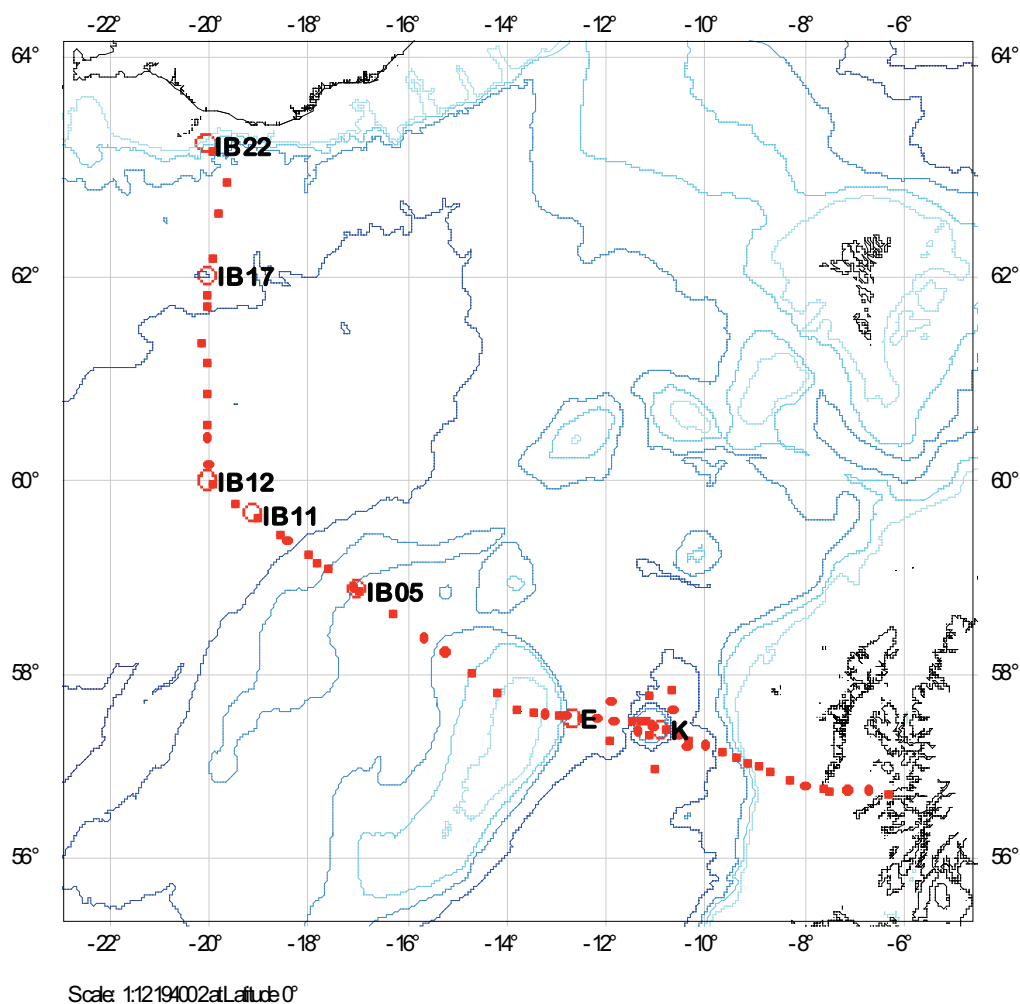 -22 -20° -18 -16° -14 -12 -10° -8° -6°
64° 64°
IB22
62° IB17 62°
60° IB12 60°
IB11
IB05
58° 58°
E
K
56° 56°
-22 -20° -18 -16° -14 -12 -10° -8° -6°
Scale: 1:12194002 at Latitude 0°